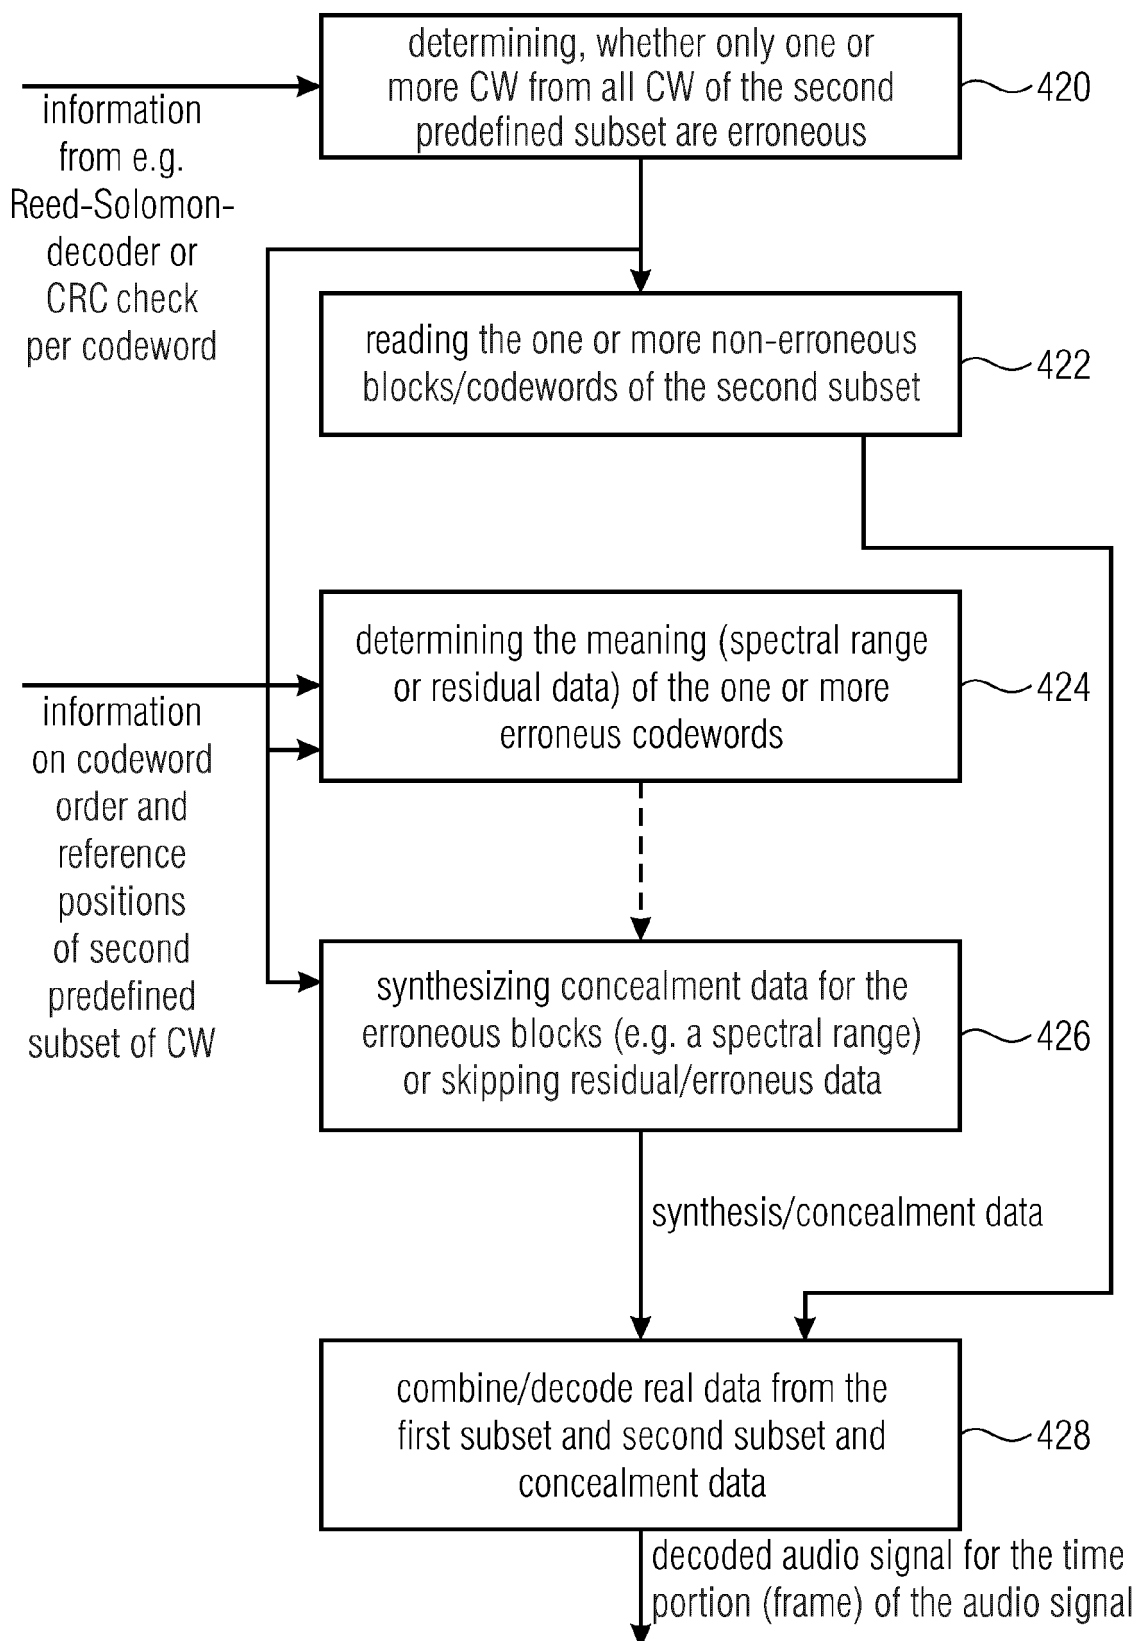 determining, whether only one or
more CW from all CW of the second
predefined subset are erroneous
420
information
from e.g.
Reed-Solomon-
decoder or
CRC check
per codeword
reading the one or more non-erroneous
blocks/codewords of the second subset
422
determining the meaning (spectral range
or residual data) of the one or more
erroneus codewords
424
information
on codeword
order and
reference
positions
of second
predefined
subset of CW
synthesizing concealment data for the
erroneous blocks (e.g. a spectral range)
or skipping residual/erroneus data
426
synthesis/concealment data
combine/decode real data from the
first subset and second subset and
concealment data
428
decoded audio signal for the time
portion (frame) of the audio signal